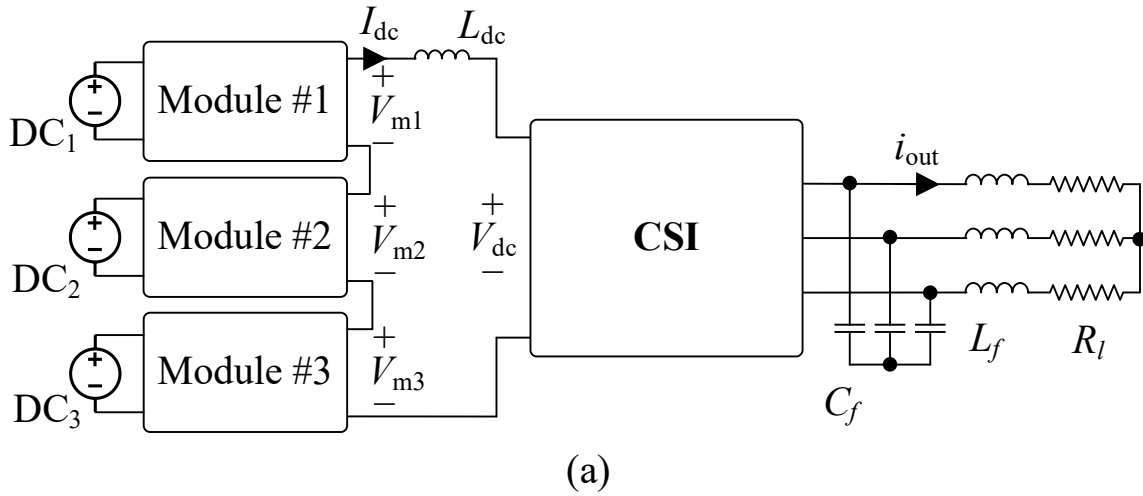 I_dc L_dc
DC_1 + − Module #1 + V_m1 −
DC_2 + − Module #2 + V_m2 −
DC_3 + − Module #3 + V_m3 −
+ V_dc −
CSI
i_out
C_f L_f R_l
(a)